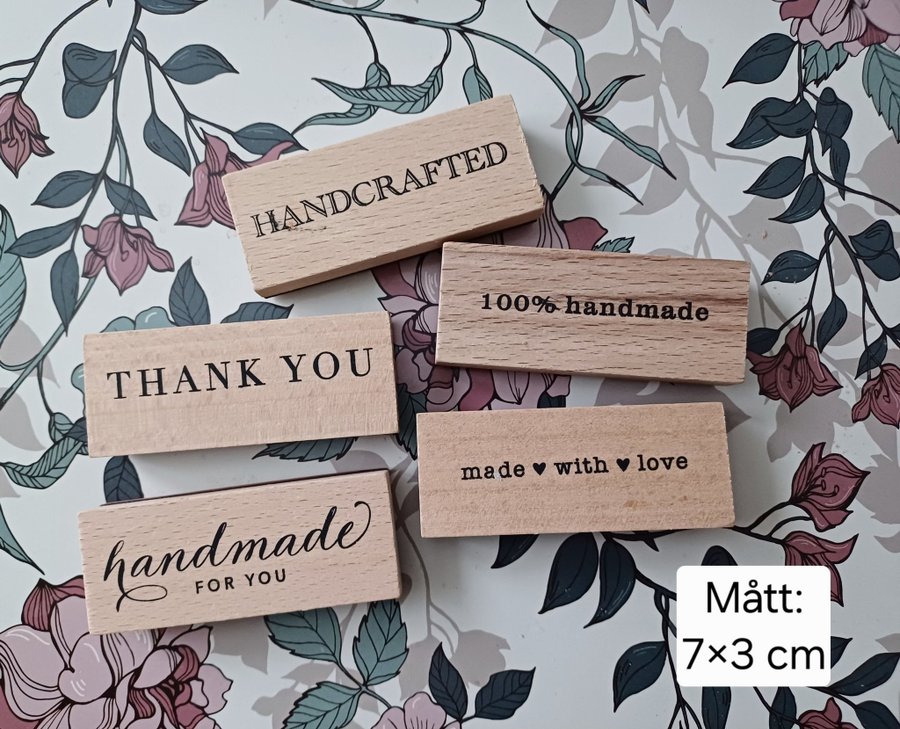 HANDCRAFTED
100% handmade
THANK YOU
made ♥ with ♥ love
handmade
FOR YOU
Mått:
7×3 cm